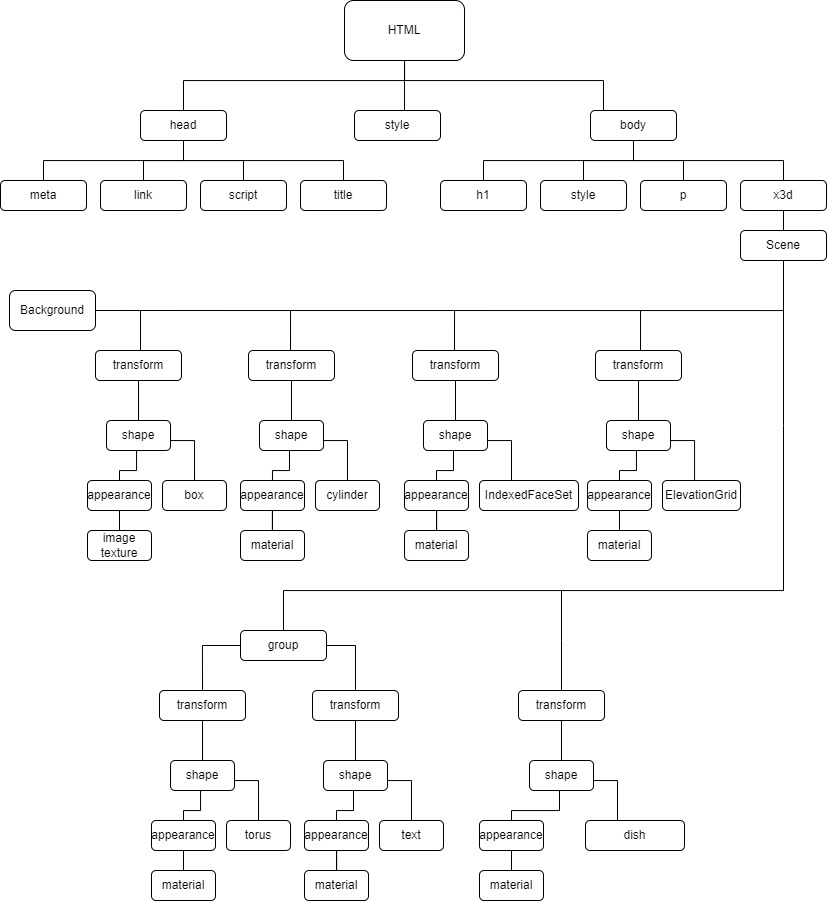 HTML
head
style
body
meta
link
script
title
h1
style
p
x3d
Scene
Background
transform
transform
transform
transform
shape
shape
shape
shape
appearance
box
appearance
cylinder
appearance
IndexedFaceSet
appearance
ElevationGrid
image
texture
material
material
material
group
transform
transform
transform
shape
shape
shape
appearance
torus
appearance
text
appearance
dish
material
material
material